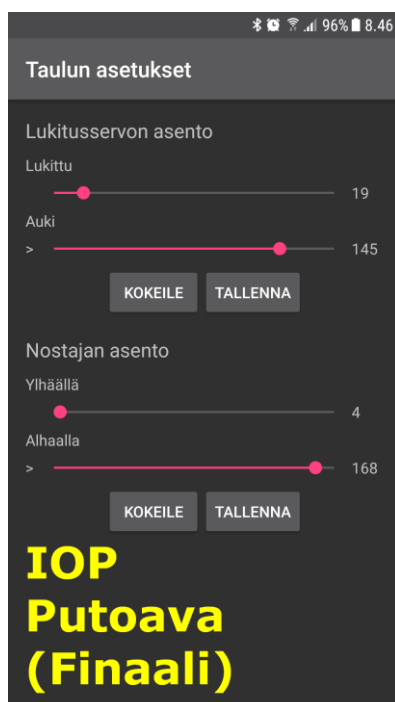 96% 8.46
Taulun asetukset
Lukitusservon asento
Lukittu
19
Auki
> 145
KOKEILE TALLENNA
Nostajan asento
Ylhäällä
4
Alhaalla
> 168
KOKEILE TALLENNA
IOP
Putoava
(Finaali)